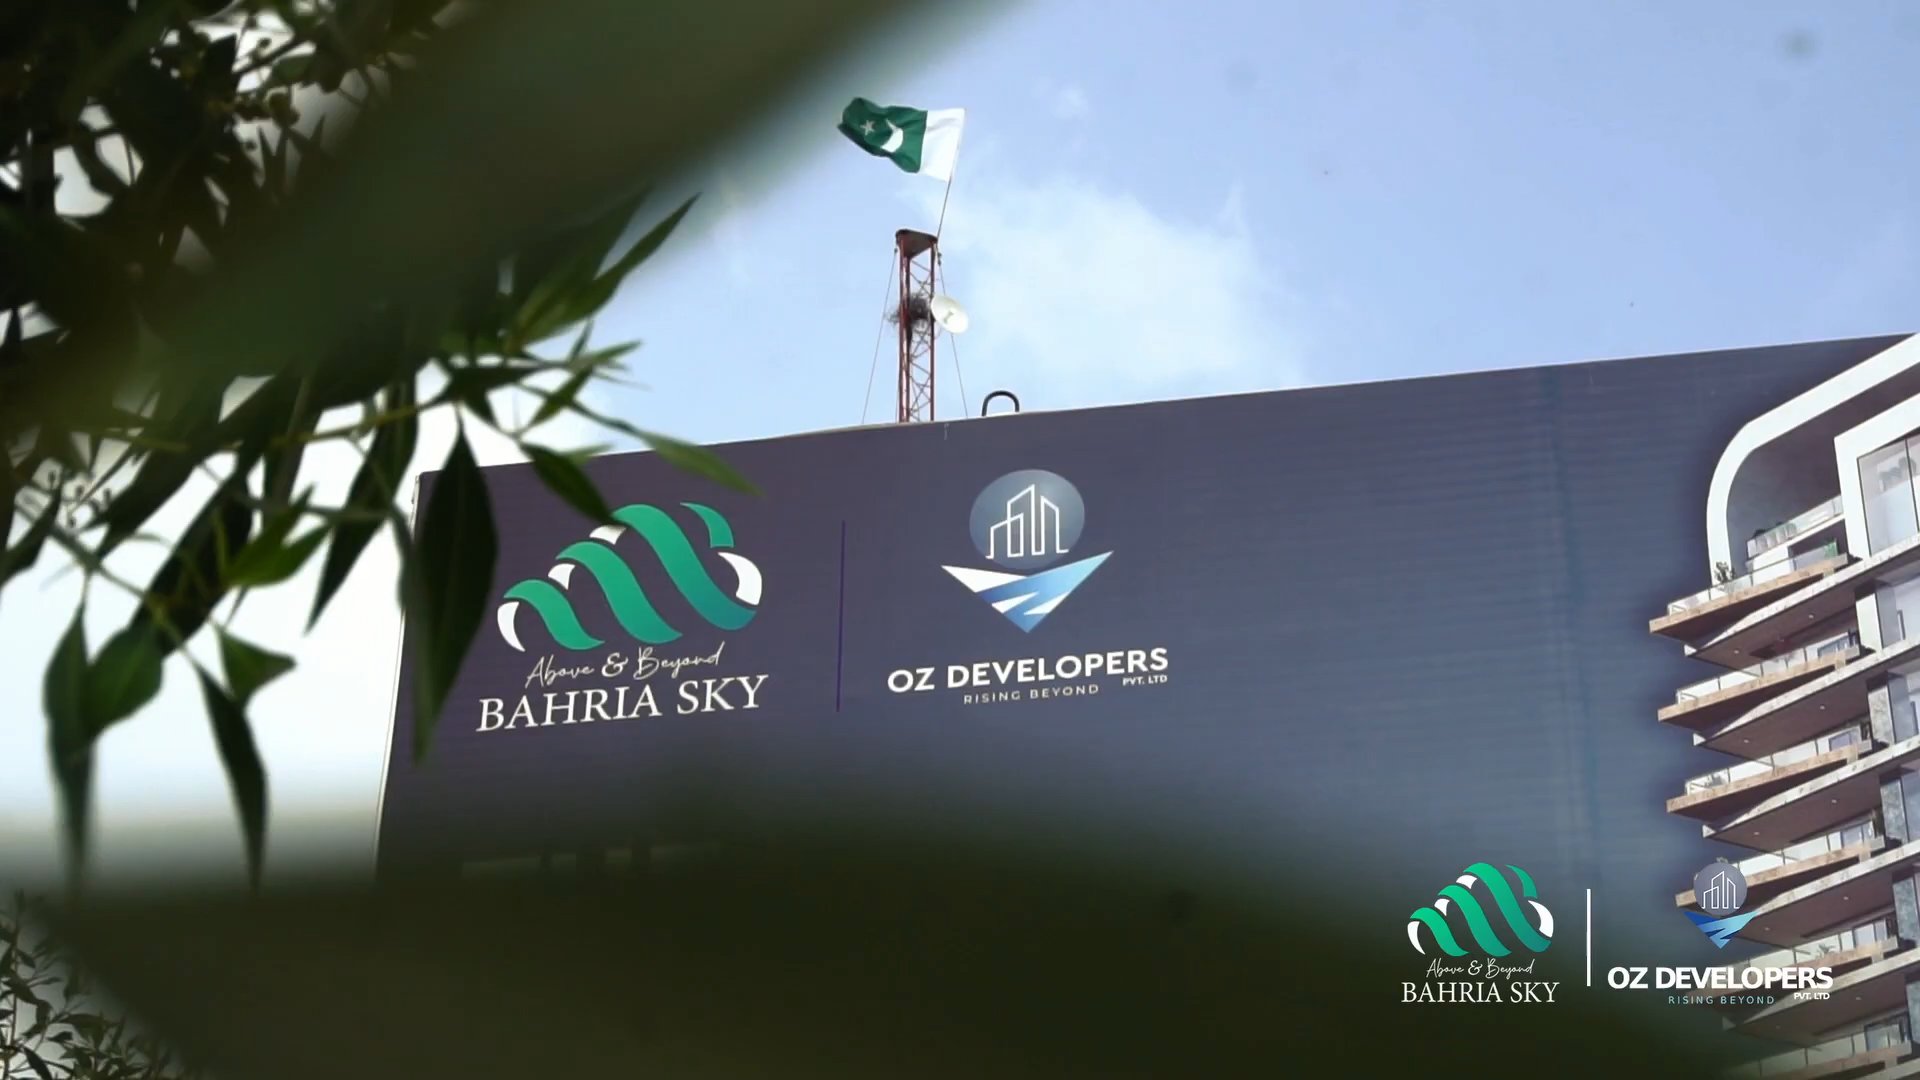 Above & Beyond
BAHRIA SKY
OZ DEVELOPERS
PVT. LTD
RISING BEYOND
Above & Beyond
BAHRIA SKY
OZ DEVELOPERS
PVT. LTD
RISING BEYOND